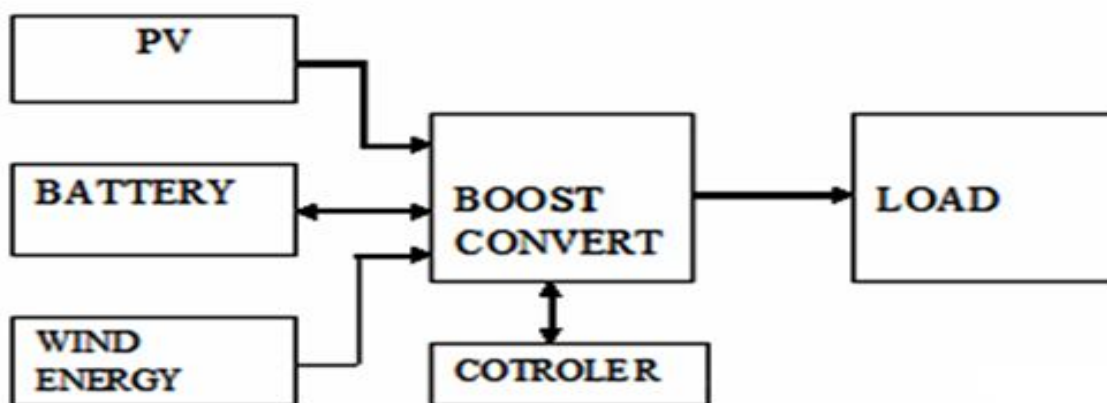 PV
BATTERY
BOOST
CONVERT
LOAD
WIND
ENERGY
COTROLER